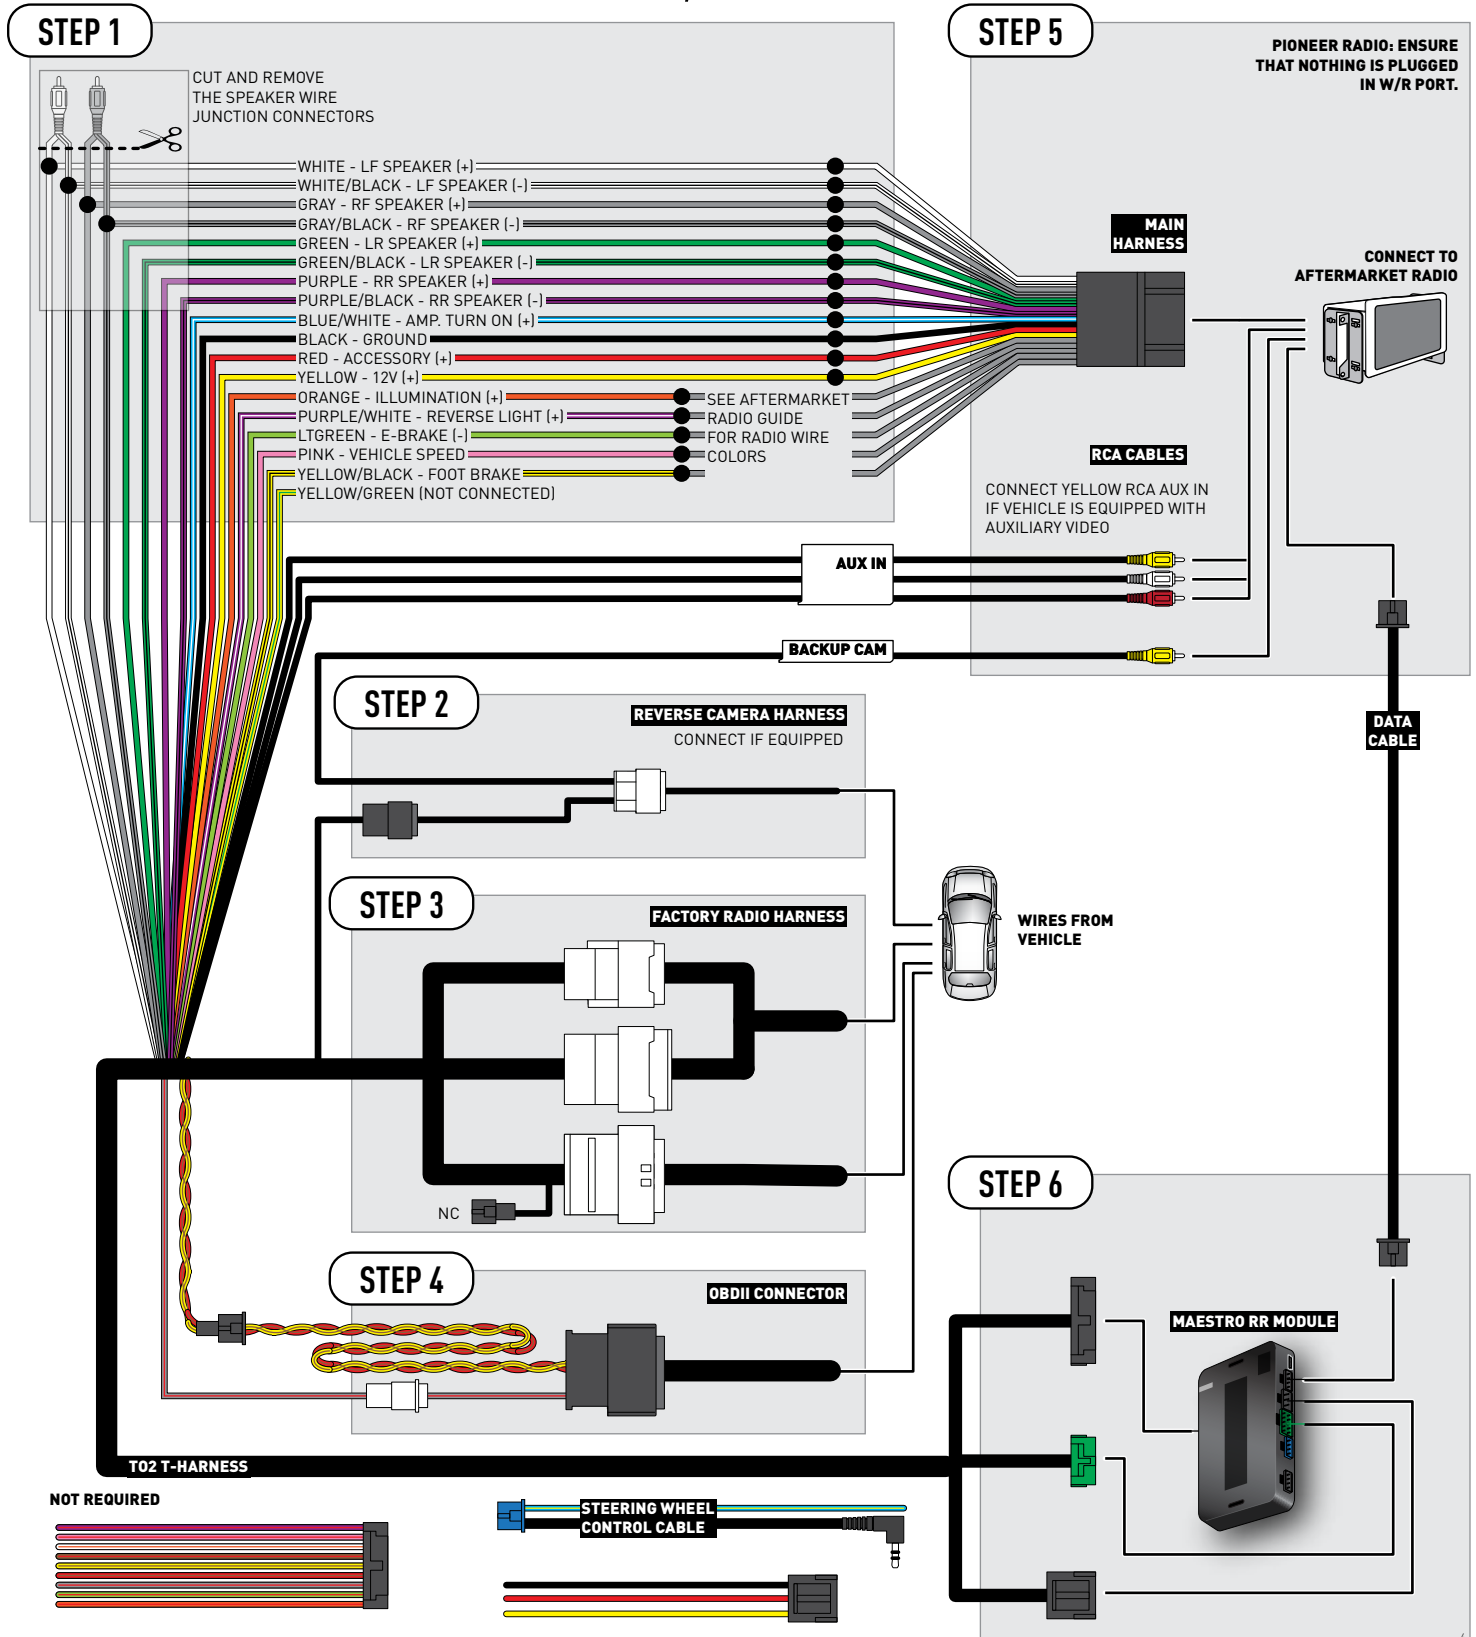 STEP 1
CUT AND REMOVE
THE SPEAKER WIRE
JUNCTION CONNECTORS
WHITE - LF SPEAKER (+)
WHITE/BLACK - LF SPEAKER (-)
GRAY - RF SPEAKER (+)
GRAY/BLACK - RF SPEAKER (-)
GREEN - LR SPEAKER (+)
GREEN/BLACK - LR SPEAKER (-)
PURPLE - RR SPEAKER (+)
PURPLE/BLACK - RR SPEAKER (-)
BLUE/WHITE - AMP. TURN ON (+)
BLACK - GROUND
RED - ACCESSORY (+)
YELLOW - 12V (+)
ORANGE - ILLUMINATION (+)
PURPLE/WHITE - REVERSE LIGHT (+)
LTGREEN - E-BRAKE (-)
PINK - VEHICLE SPEED
YELLOW/BLACK - FOOT BRAKE
YELLOW/GREEN (NOT CONNECTED)
SEE AFTERMARKET
RADIO GUIDE
FOR RADIO WIRE
COLORS
STEP 5
PIONEER RADIO: ENSURE
THAT NOTHING IS PLUGGED
IN W/R PORT.
MAIN
HARNESS
CONNECT TO
AFTERMARKET RADIO
RCA CABLES
CONNECT YELLOW RCA AUX IN
IF VEHICLE IS EQUIPPED WITH
AUXILIARY VIDEO
AUX IN
BACKUP CAM
DATA
CABLE
STEP 2
REVERSE CAMERA HARNESS
CONNECT IF EQUIPPED
STEP 3
FACTORY RADIO HARNESS
WIRES FROM
VEHICLE
NC
STEP 4
OBDII CONNECTOR
STEP 6
MAESTRO RR MODULE
TO2 T-HARNESS
NOT REQUIRED
STEERING WHEEL
CONTROL CABLE